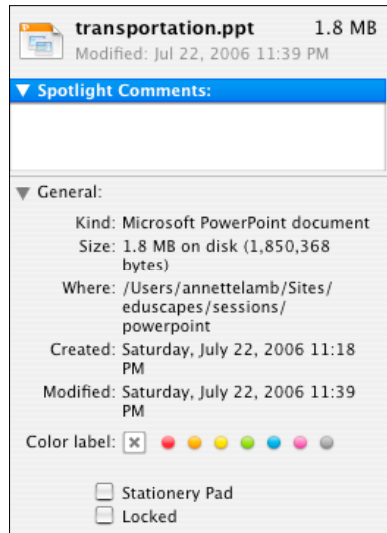 transportation.ppt 1.8 MB
Modified: Jul 22, 2006 11:39 PM
Spotlight Comments:
General:
Kind: Microsoft PowerPoint document
Size: 1.8 MB on disk (1,850,368
bytes)
Where: /Users/annettelamb/Sites/
eduscapes/sessions/
powerpoint
Created: Saturday, July 22, 2006 11:18
PM
Modified: Saturday, July 22, 2006 11:39
PM
Color label:
Stationery Pad
Locked